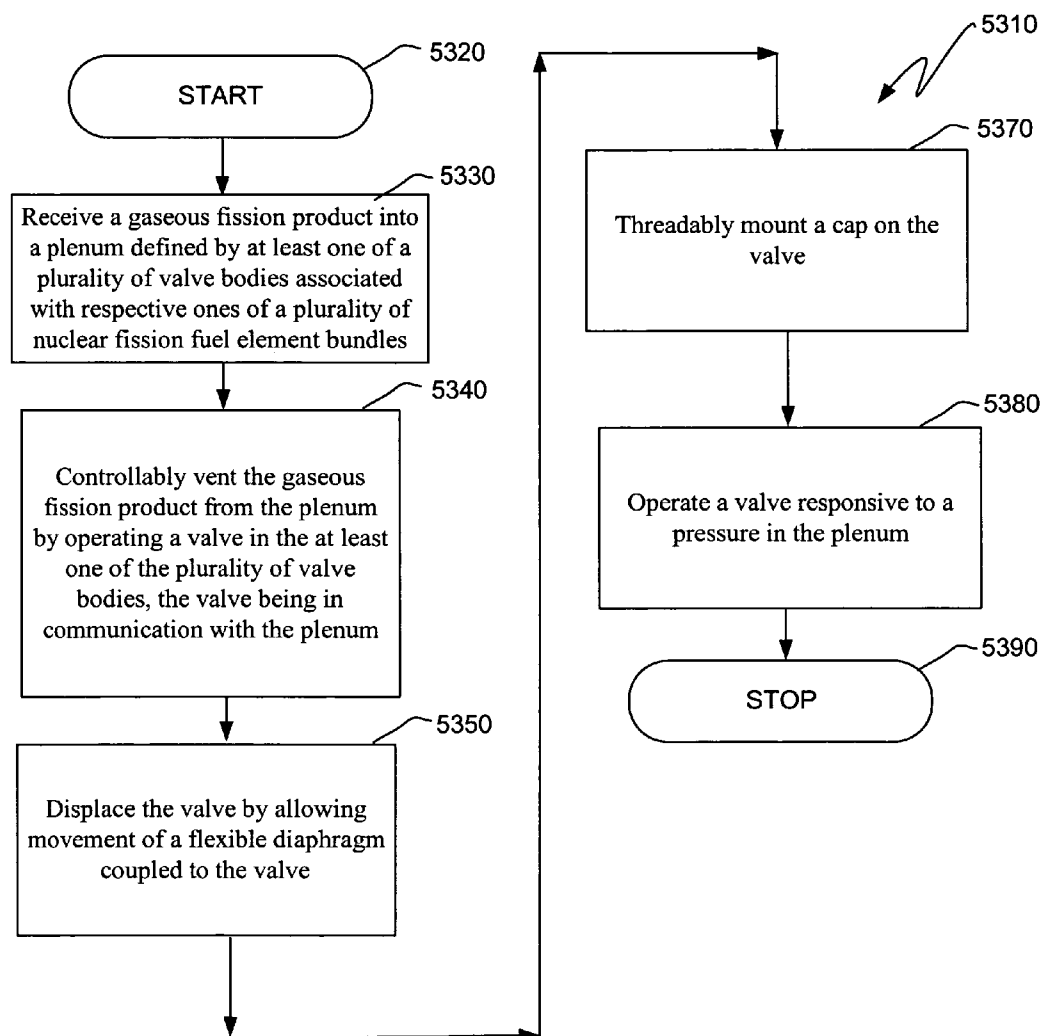 5320
START
5330
Receive a gaseous fission product into
a plenum defined by at least one of a
plurality of valve bodies associated
with respective ones of a plurality of
nuclear fission fuel element bundles
5340
Controllably vent the gaseous
fission product from the plenum
by operating a valve in the at least
one of the plurality of valve
bodies, the valve being in
communication with the plenum
5350
Displace the valve by allowing
movement of a flexible diaphragm
coupled to the valve
5310
5370
Threadably mount a cap on the
valve
5380
Operate a valve responsive to a
pressure in the plenum
5390
STOP